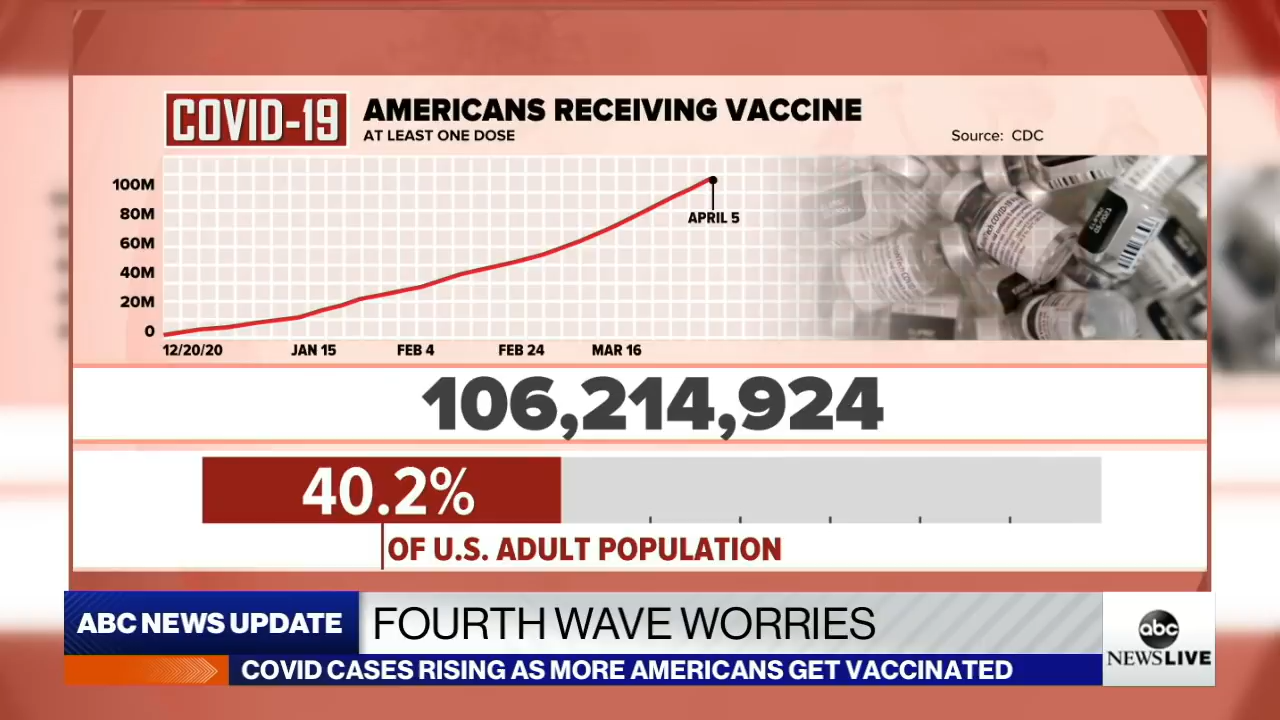 COVID-19
AMERICANS RECEIVING VACCINE
AT LEAST ONE DOSE
Source: CDC
100M
80M
60M
40M
20M
0
APRIL 5
12/20/20 JAN 15 FEB 4 FEB 24 MAR 16
106,214,924
40.2%
OF U.S. ADULT POPULATION
ABC NEWS UPDATE
FOURTH WAVE WORRIES
COVID CASES RISING AS MORE AMERICANS GET VACCINATED
abc
NEWSLIVE